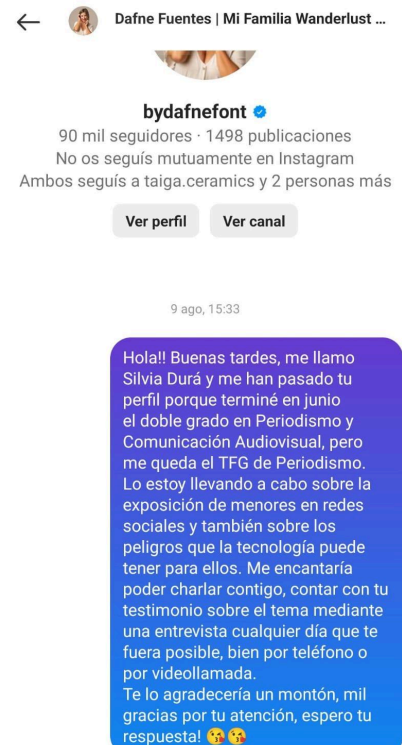 Dafne Fuentes | Mi Familia Wanderlust ...
bydafnefont
90 mil seguidores · 1498 publicaciones
No os seguís mutuamente en Instagram
Ambos seguís a taiga.ceramics y 2 personas más
Ver perfil Ver canal
9 ago, 15:33
Hola!! Buenas tardes, me llamo
Silvia Durá y me han pasado tu
perfil porque terminé en junio
el doble grado en Periodismo y
Comunicación Audiovisual, pero
me queda el TFG de Periodismo.
Lo estoy llevando a cabo sobre la
exposición de menores en redes
sociales y también sobre los
peligros que la tecnología puede
tener para ellos. Me encantaría
poder charlar contigo, contar con tu
testimonio sobre el tema mediante
una entrevista cualquier día que te
fuera posible, bien por teléfono o
por videollamada.
Te lo agradecería un montón, mil
gracias por tu atención, espero tu
respuesta! 😘😘